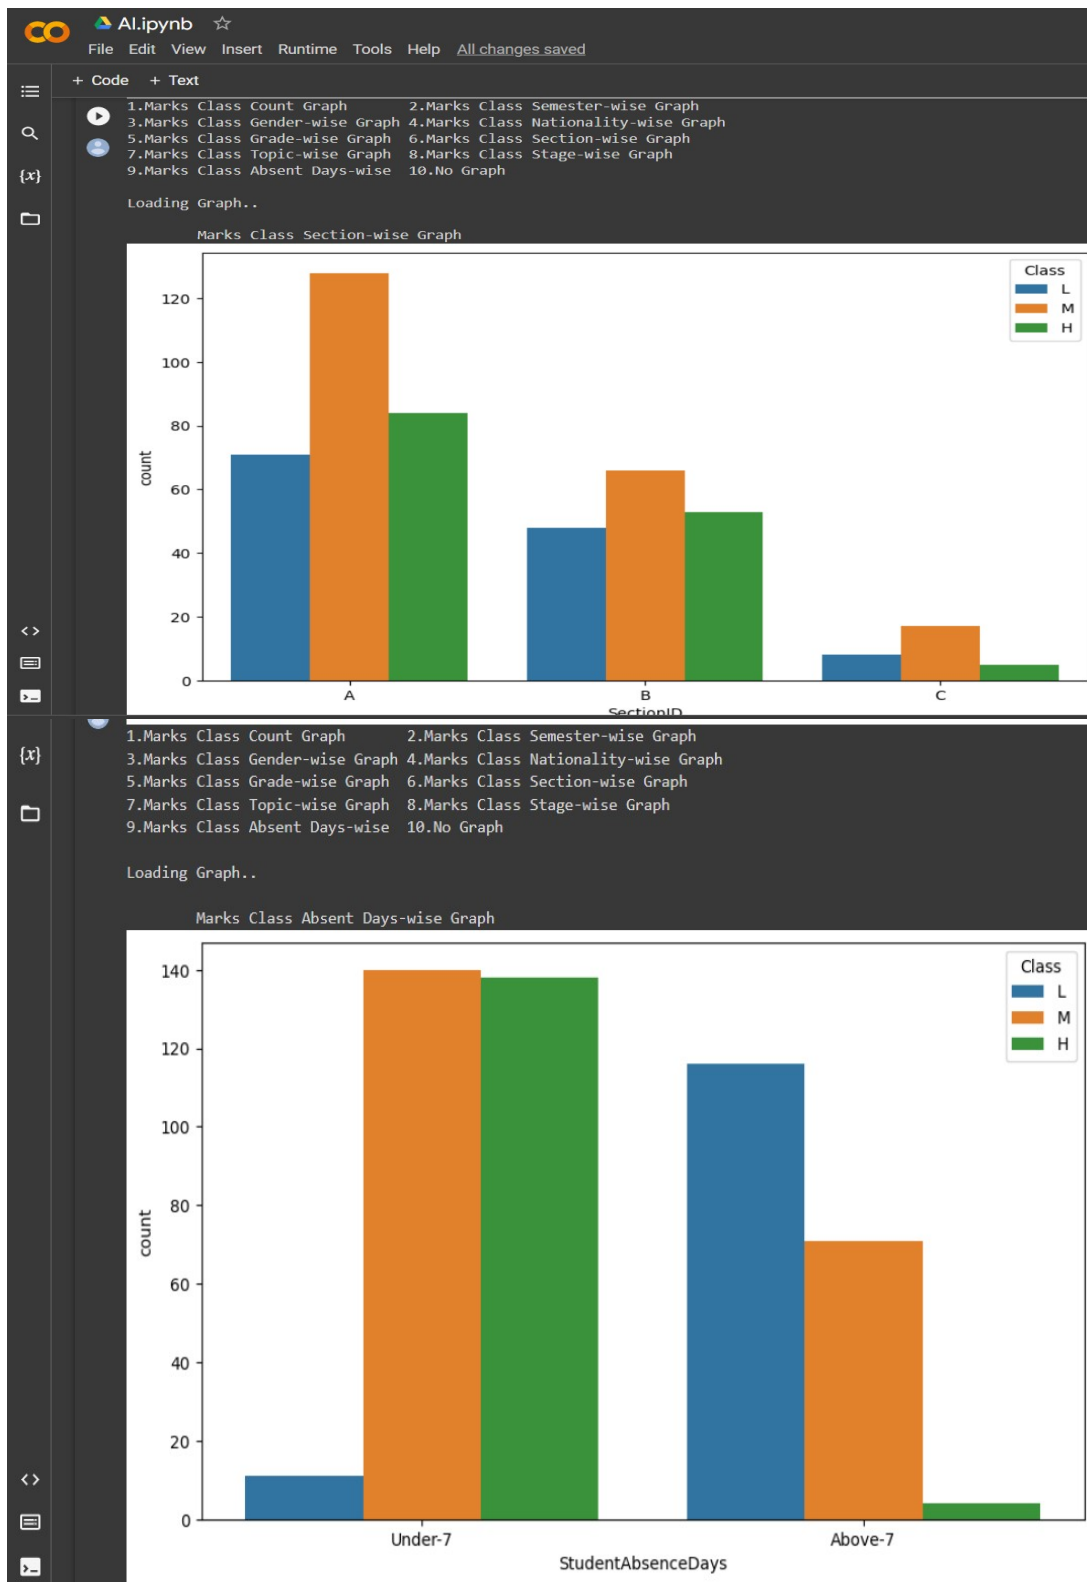 AI.ipynb
File Edit View Insert Runtime Tools Help All changes saved
+ Code + Text
1.Marks Class Count Graph 2.Marks Class Semester-wise Graph
3.Marks Class Gender-wise Graph 4.Marks Class Nationality-wise Graph
5.Marks Class Grade-wise Graph 6.Marks Class Section-wise Graph
7.Marks Class Topic-wise Graph 8.Marks Class Stage-wise Graph
9.Marks Class Absent Days-wise 10.No Graph
{x}
Loading Graph..
Marks Class Section-wise Graph
Class
L
M
H
120
100
80
60
40
20
0
count
A B C
SectionID
{x}
1.Marks Class Count Graph 2.Marks Class Semester-wise Graph
3.Marks Class Gender-wise Graph 4.Marks Class Nationality-wise Graph
5.Marks Class Grade-wise Graph 6.Marks Class Section-wise Graph
7.Marks Class Topic-wise Graph 8.Marks Class Stage-wise Graph
9.Marks Class Absent Days-wise 10.No Graph
Loading Graph..
Marks Class Absent Days-wise Graph
Class
L
M
H
140
120
100
80
60
40
20
0
count
Under-7 Above-7
StudentAbsenceDays